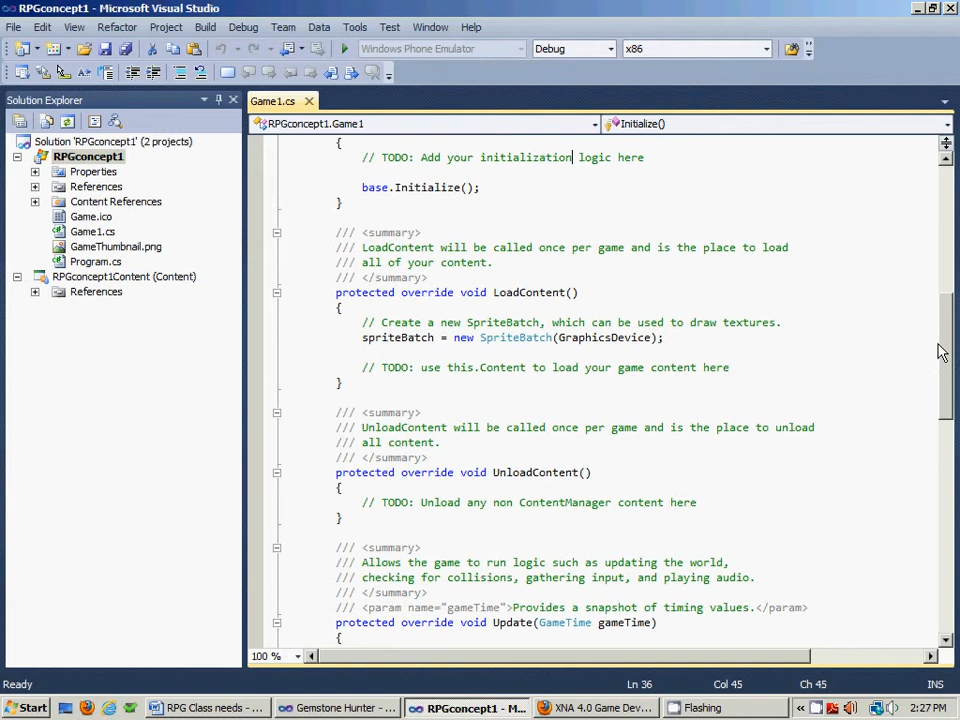 RPGconcept1 - Microsoft Visual Studio
File Edit View Refactor Project Build Debug Team Data Tools Test Window Help
Windows Phone Emulator Debug x86
Solution Explorer
Game1.cs
RPGconcept1.Game1 Initialize()
Solution 'RPGconcept1' (2 projects)
RPGconcept1
Properties
References
Content References
Game.ico
Game1.cs
GameThumbnail.png
Program.cs
RPGconcept1Content (Content)
References
{
// TODO: Add your initialization logic here
base.Initialize();
}
/// <summary>
/// LoadContent will be called once per game and is the place to load
/// all of your content.
/// </summary>
protected override void LoadContent()
{
// Create a new SpriteBatch, which can be used to draw textures.
spriteBatch = new SpriteBatch(GraphicsDevice);
// TODO: use this.Content to load your game content here
}
/// <summary>
/// UnloadContent will be called once per game and is the place to unload
/// all content.
/// </summary>
protected override void UnloadContent()
{
// TODO: Unload any non ContentManager content here
}
/// <summary>
/// Allows the game to run logic such as updating the world,
/// checking for collisions, gathering input, and playing audio.
/// </summary>
/// <param name="gameTime">Provides a snapshot of timing values.</param>
protected override void Update(GameTime gameTime)
{
100 %
Ready Ln 36 Col 45 Ch 45 INS
Start RPG Class needs - ... Gemstone Hunter - ... RPGconcept1 - M... XNA 4.0 Game Dev... Flashing 2:27 PM